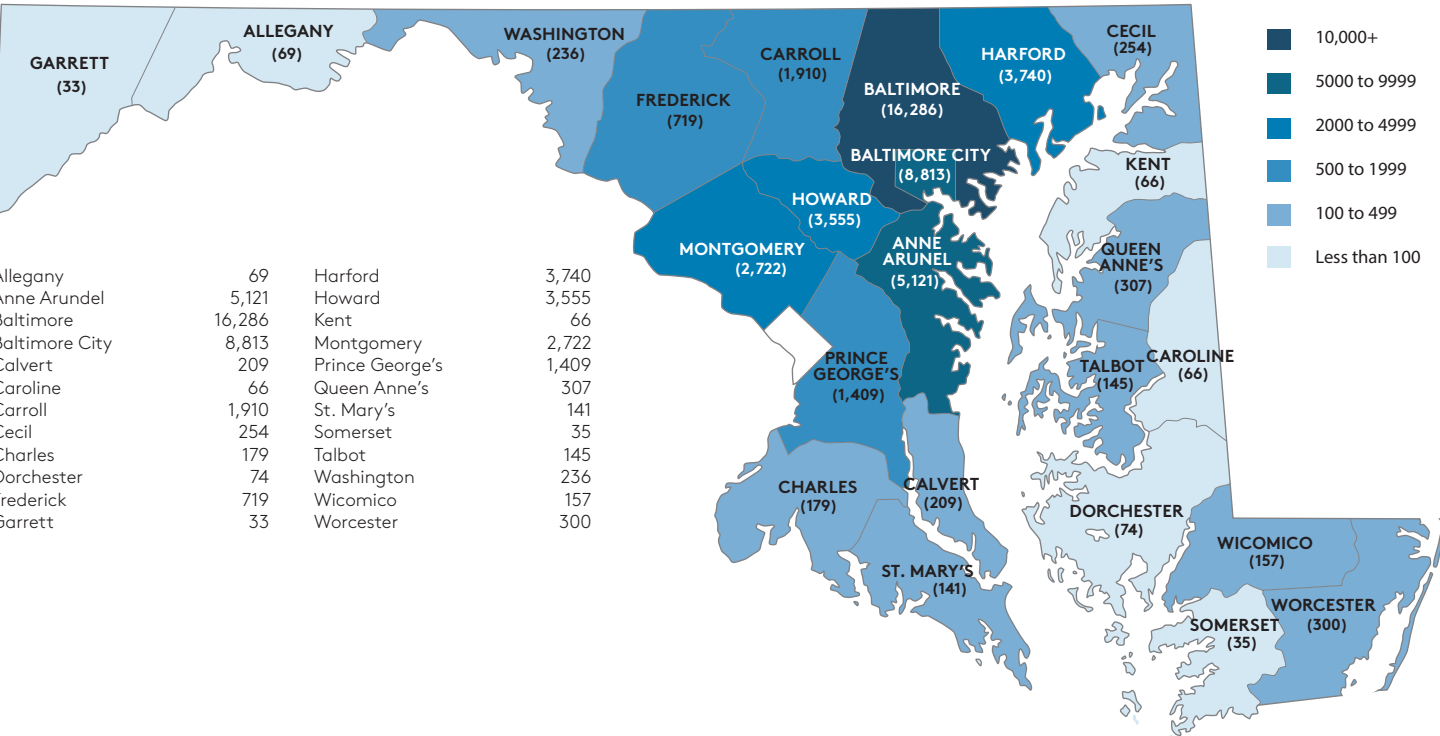 GARRETT
(33)
ALLEGANY
(69)
WASHINGTON
(236)
FREDERICK
(719)
CARROLL
(1,910)
BALTIMORE
(16,286)
BALTIMORE CITY
(8,813)
HARFORD
(3,740)
CECIL
(254)
KENT
(66)
HOWARD
(3,555)
MONTGOMERY
(2,722)
ANNE
ARUNEL
(5,121)
QUEEN
ANNE'S
(307)
PRINCE
GEORGE'S
(1,409)
TALBOT
(145)
CAROLINE
(66)
CHARLES
(179)
CALVERT
(209)
DORCHESTER
(74)
ST. MARY'S
(141)
WICOMICO
(157)
SOMERSET
(35)
WORCESTER
(300)
10,000+
5000 to 9999
2000 to 4999
500 to 1999
100 to 499
Less than 100
Allegany 69
Anne Arundel 5,121
Baltimore 16,286
Baltimore City 8,813
Calvert 209
Caroline 66
Carroll 1,910
Cecil 254
Charles 179
Dorchester 74
Frederick 719
Garrett 33
Harford 3,740
Howard 3,555
Kent 66
Montgomery 2,722
Prince George's 1,409
Queen Anne's 307
St. Mary's 141
Somerset 35
Talbot 145
Washington 236
Wicomico 157
Worcester 300